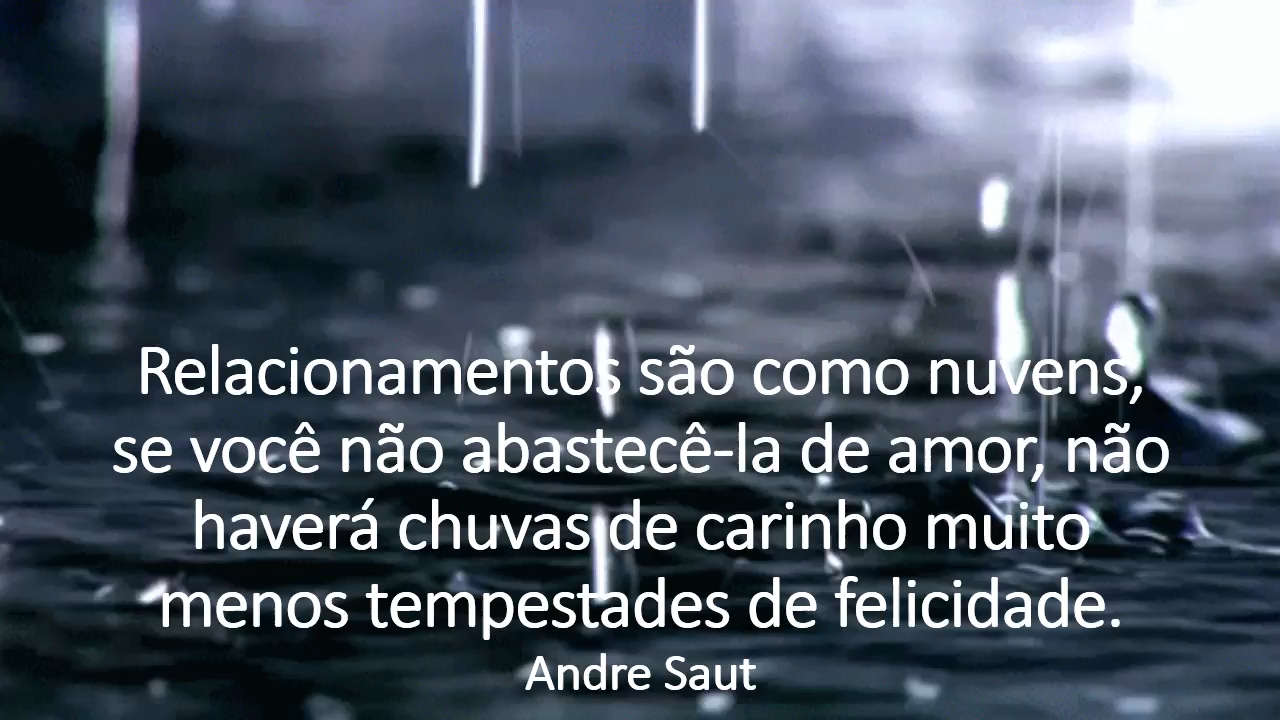 Relacionamentos são como nuvens,
se você não abastecê-la de amor, não
haverá chuvas de carinho muito
menos tempestades de felicidade.
Andre Saut